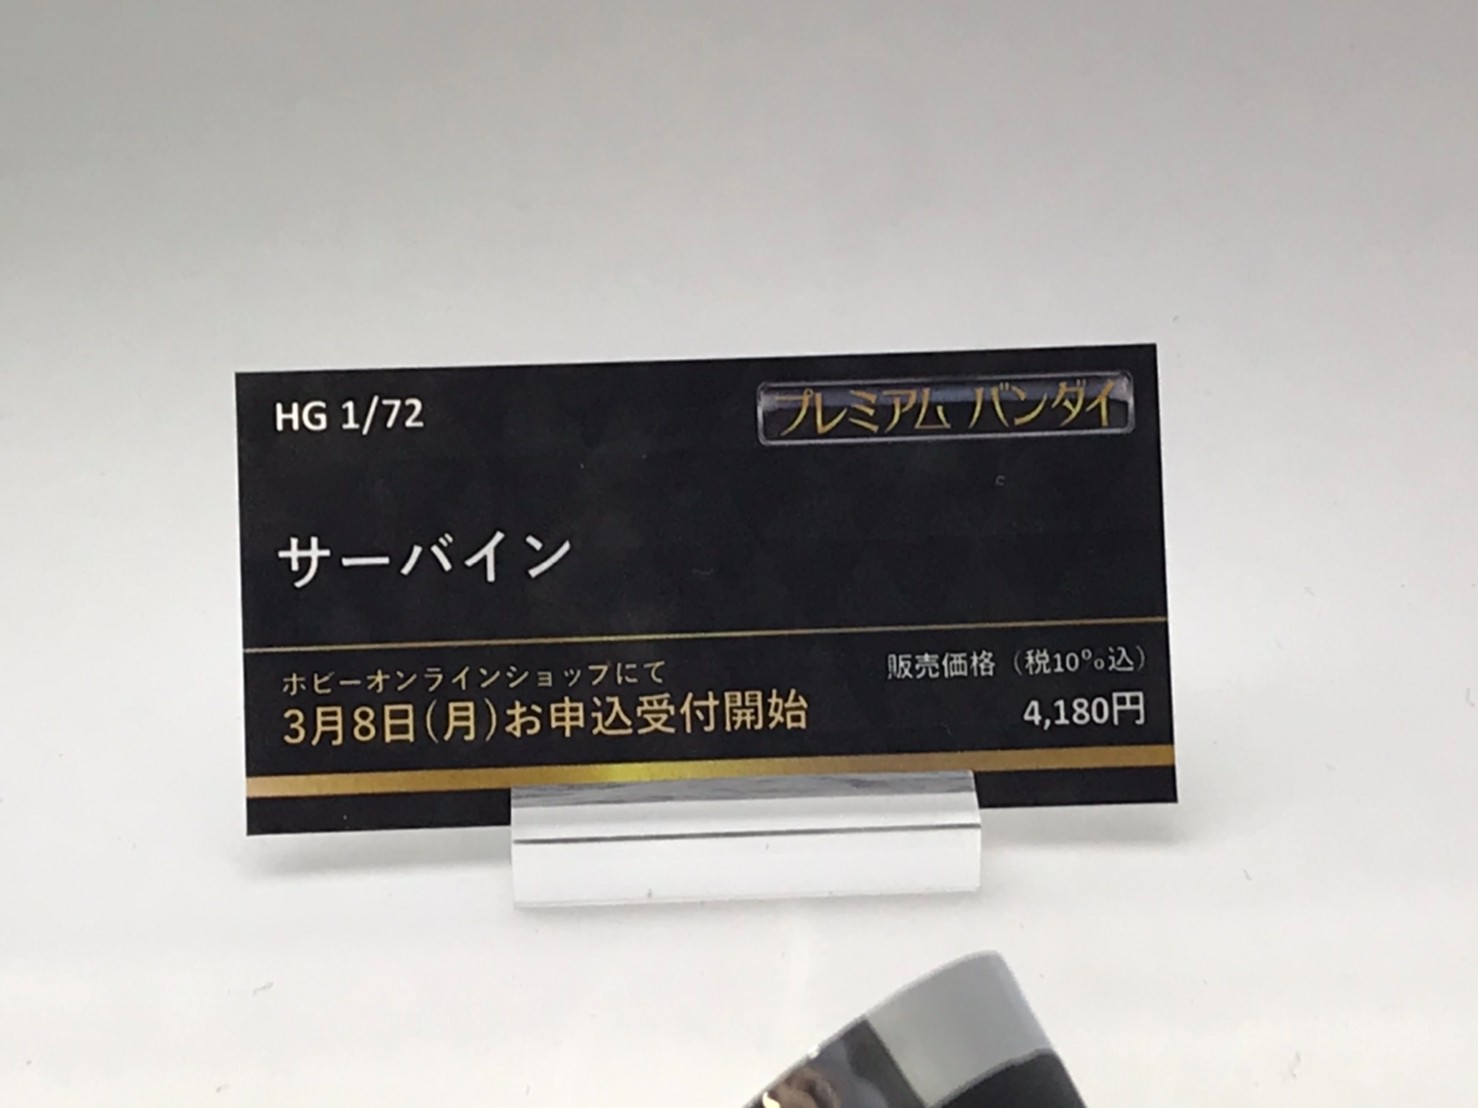 HG 1/72
プレミアム バンダイ
サーバイン
ホビーオンラインショップにて
3月8日(月)お申込受付開始
販売価格（税10%込）
4,180円